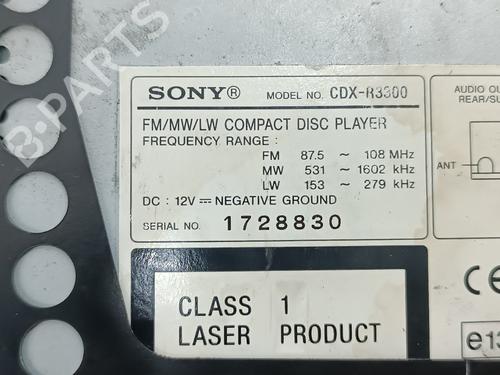 SONY® MODEL NO. CDX-R3300
FM/MW/LW COMPACT DISC PLAYER
FREQUENCY RANGE :
FM 87.5 ~ 108 MHz
MW 531 ~ 1602 kHz
LW 153 ~ 279 kHz
DC : 12V ⎓ NEGATIVE GROUND
SERIAL NO. 1728830
CLASS 1
LASER PRODUCT
AUDIO OU
REAR/SU
ANT
CE
e13
B-PARTS